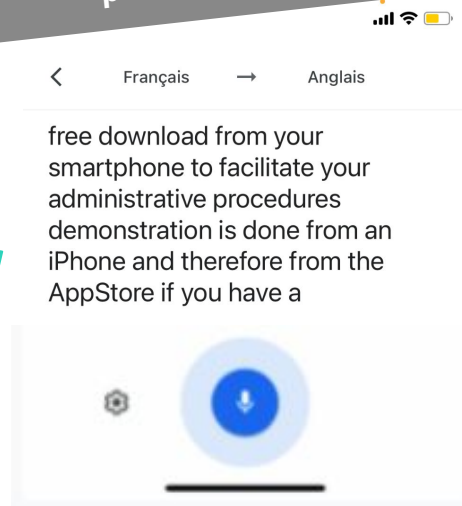 Français → Anglais
free download from your
smartphone to facilitate your
administrative procedures
demonstration is done from an
iPhone and therefore from the
AppStore if you have a